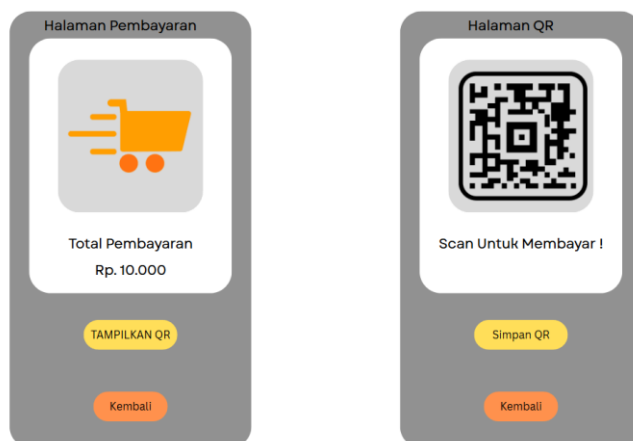 Halaman Pembayaran
Total Pembayaran
Rp. 10.000
TAMPILKAN QR
Kembali
Halaman QR
Scan Untuk Membayar !
Simpan QR
Kembali